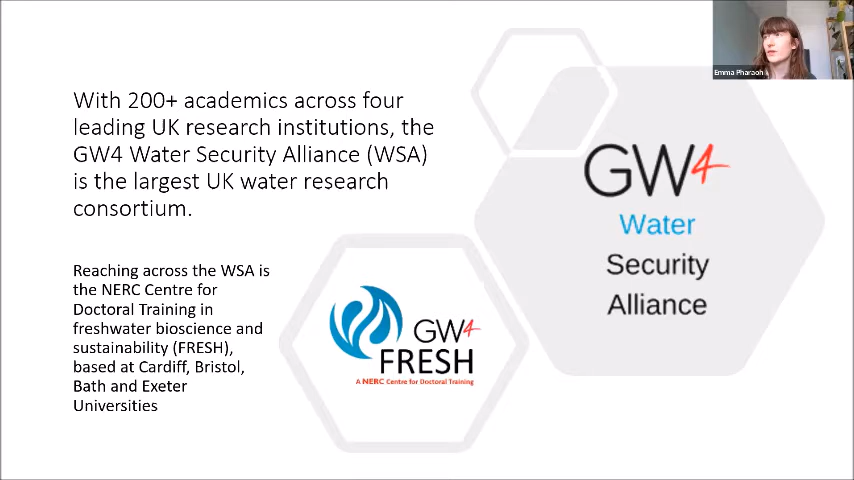 Emma Pharaoh
With 200+ academics across four
leading UK research institutions, the
GW4 Water Security Alliance (WSA)
is the largest UK water research
consortium.
GW4
Water
Security
Alliance
Reaching across the WSA is
the NERC Centre for
Doctoral Training in
freshwater bioscience and
sustainability (FRESH),
based at Cardiff, Bristol,
Bath and Exeter
Universities
GW4
FRESH
A NERC Centre for Doctoral Training